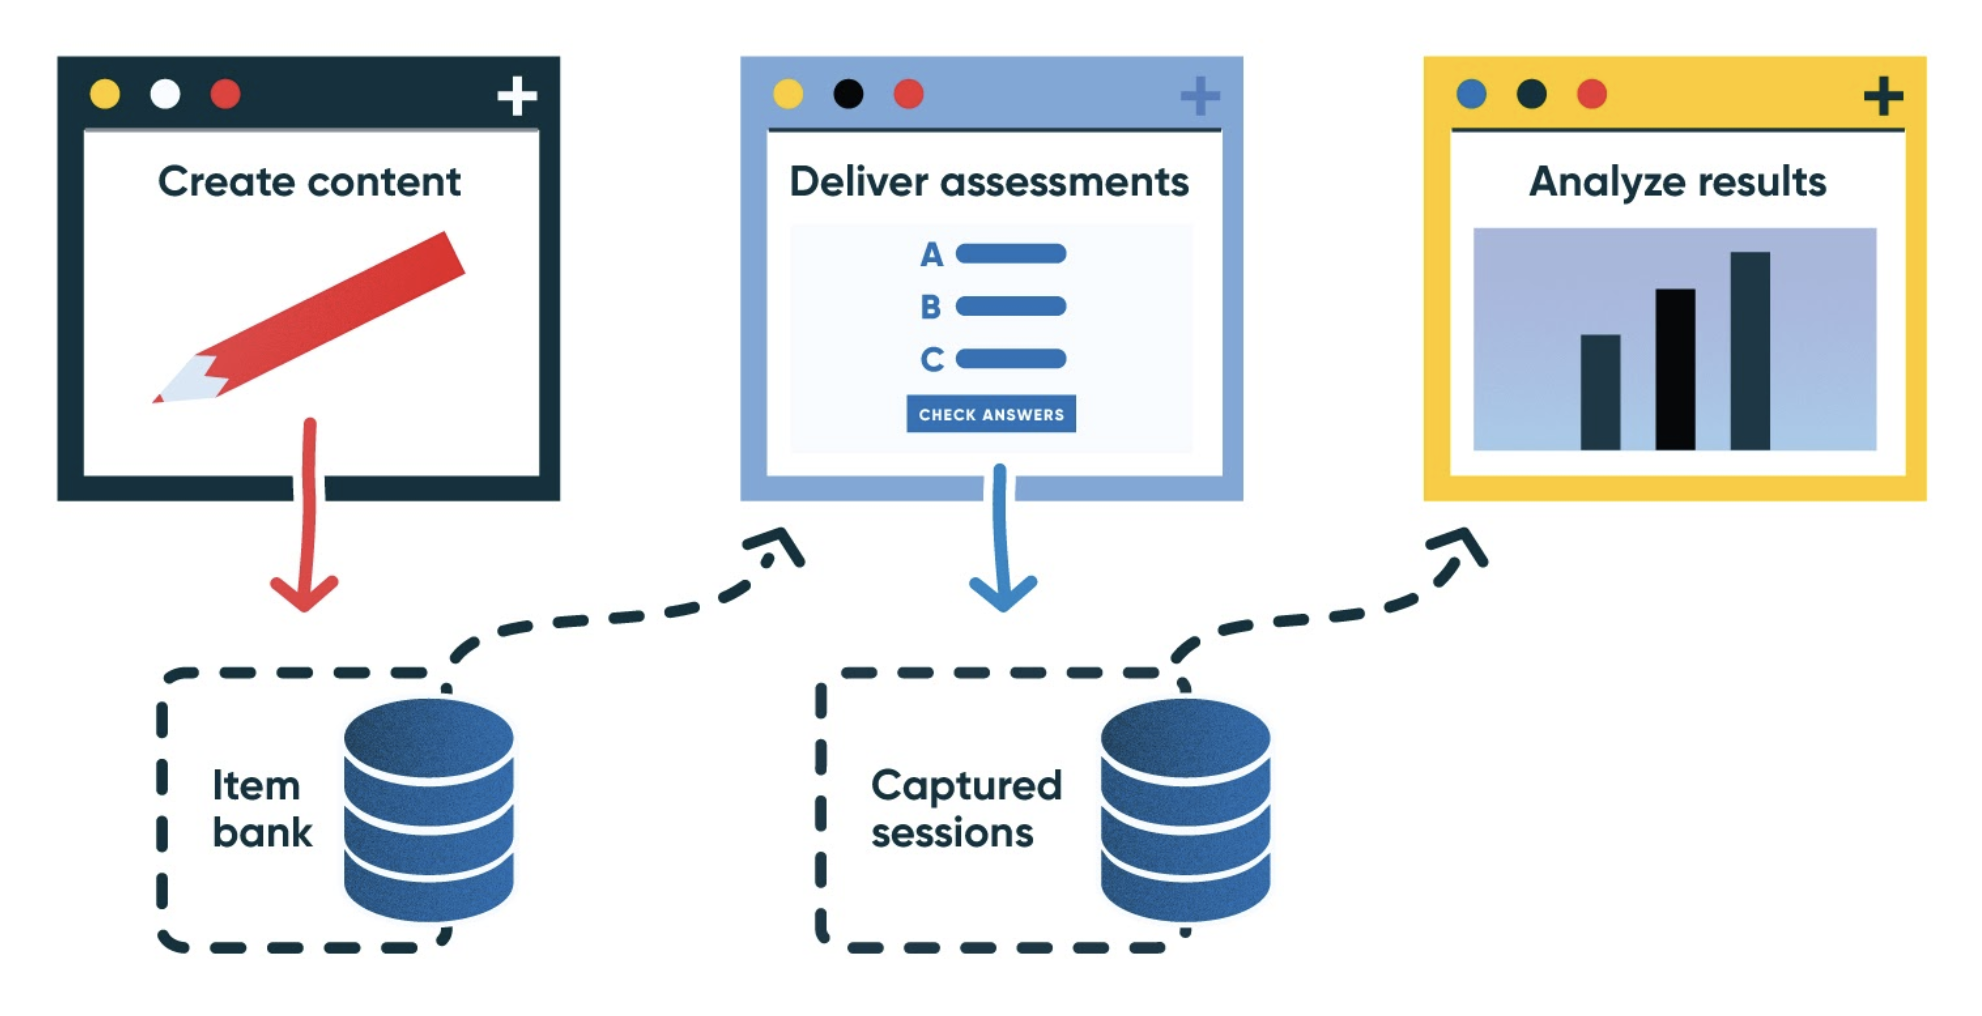 Create content
Deliver assessments
A
B
C
CHECK ANSWERS
Analyze results
Item
bank
Captured
sessions